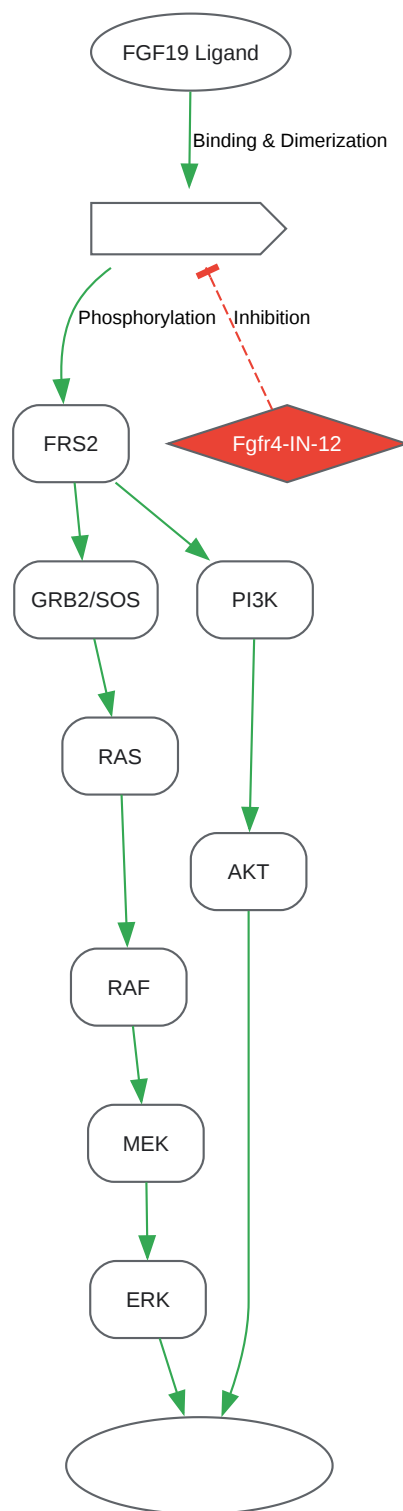 FGF19 Ligand
Binding & Dimerization
Phosphorylation
Inhibition
FRS2
Fgfr4-IN-12
GRB2/SOS
PI3K
RAS
AKT
RAF
MEK
ERK